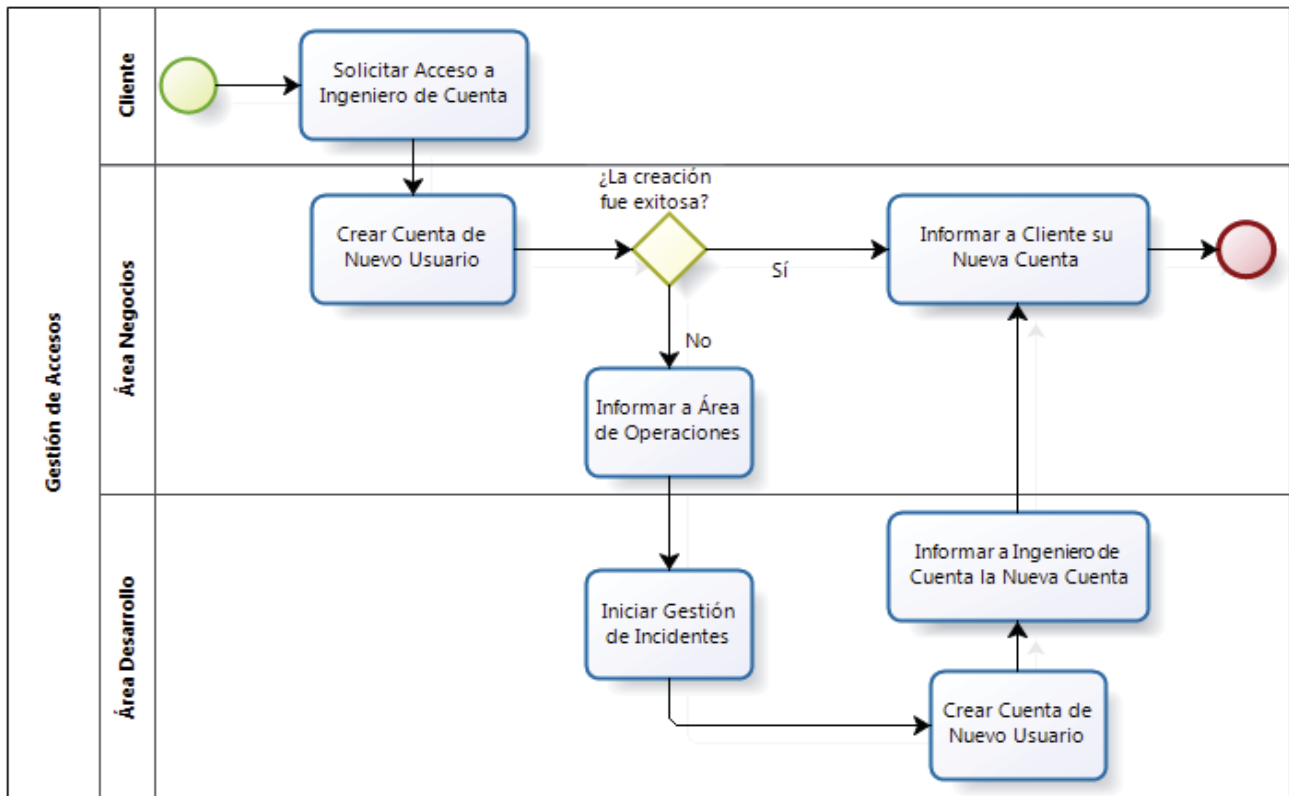 Gestión de Accesos
Cliente
Solicitar Acceso a
Ingeniero de Cuenta
Área Negocios
Crear Cuenta de
Nuevo Usuario
¿La creación
fue exitosa?
Sí
No
Informar a Cliente su
Nueva Cuenta
Informar a Área
de Operaciones
Área Desarrollo
Iniciar Gestión
de Incidentes
Informar a Ingeniero de
Cuenta la Nueva Cuenta
Crear Cuenta de
Nuevo Usuario